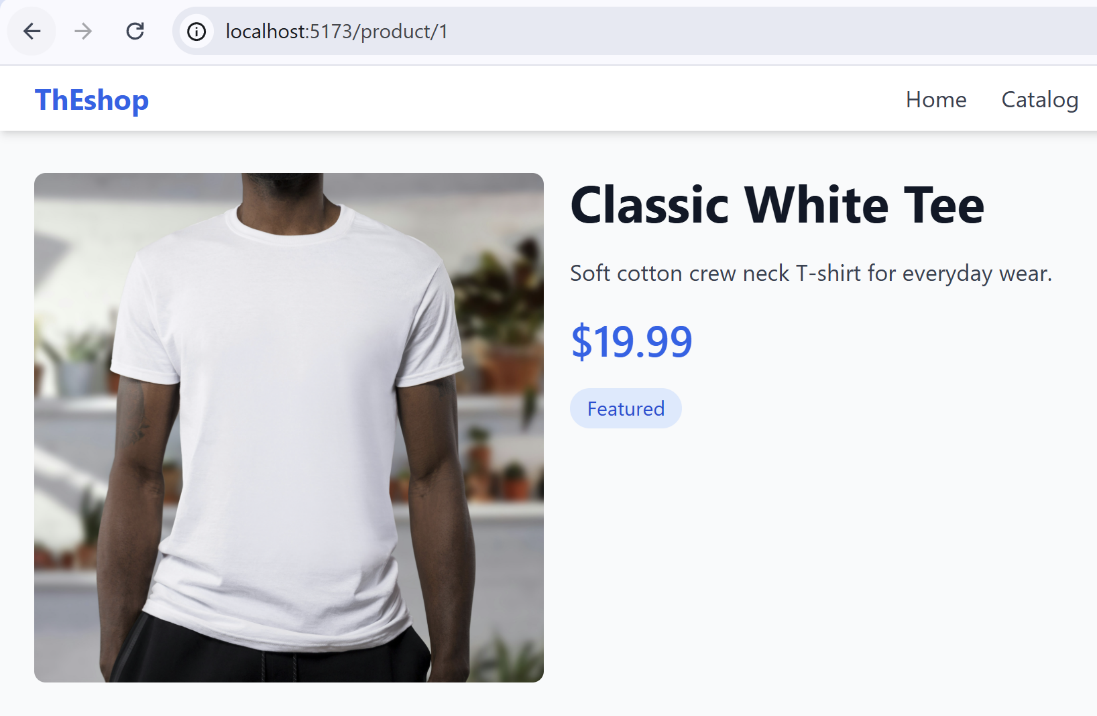 localhost:5173/product/1
ThEshop
Home Catalog
Classic White Tee
Soft cotton crew neck T-shirt for everyday wear.
$19.99
Featured